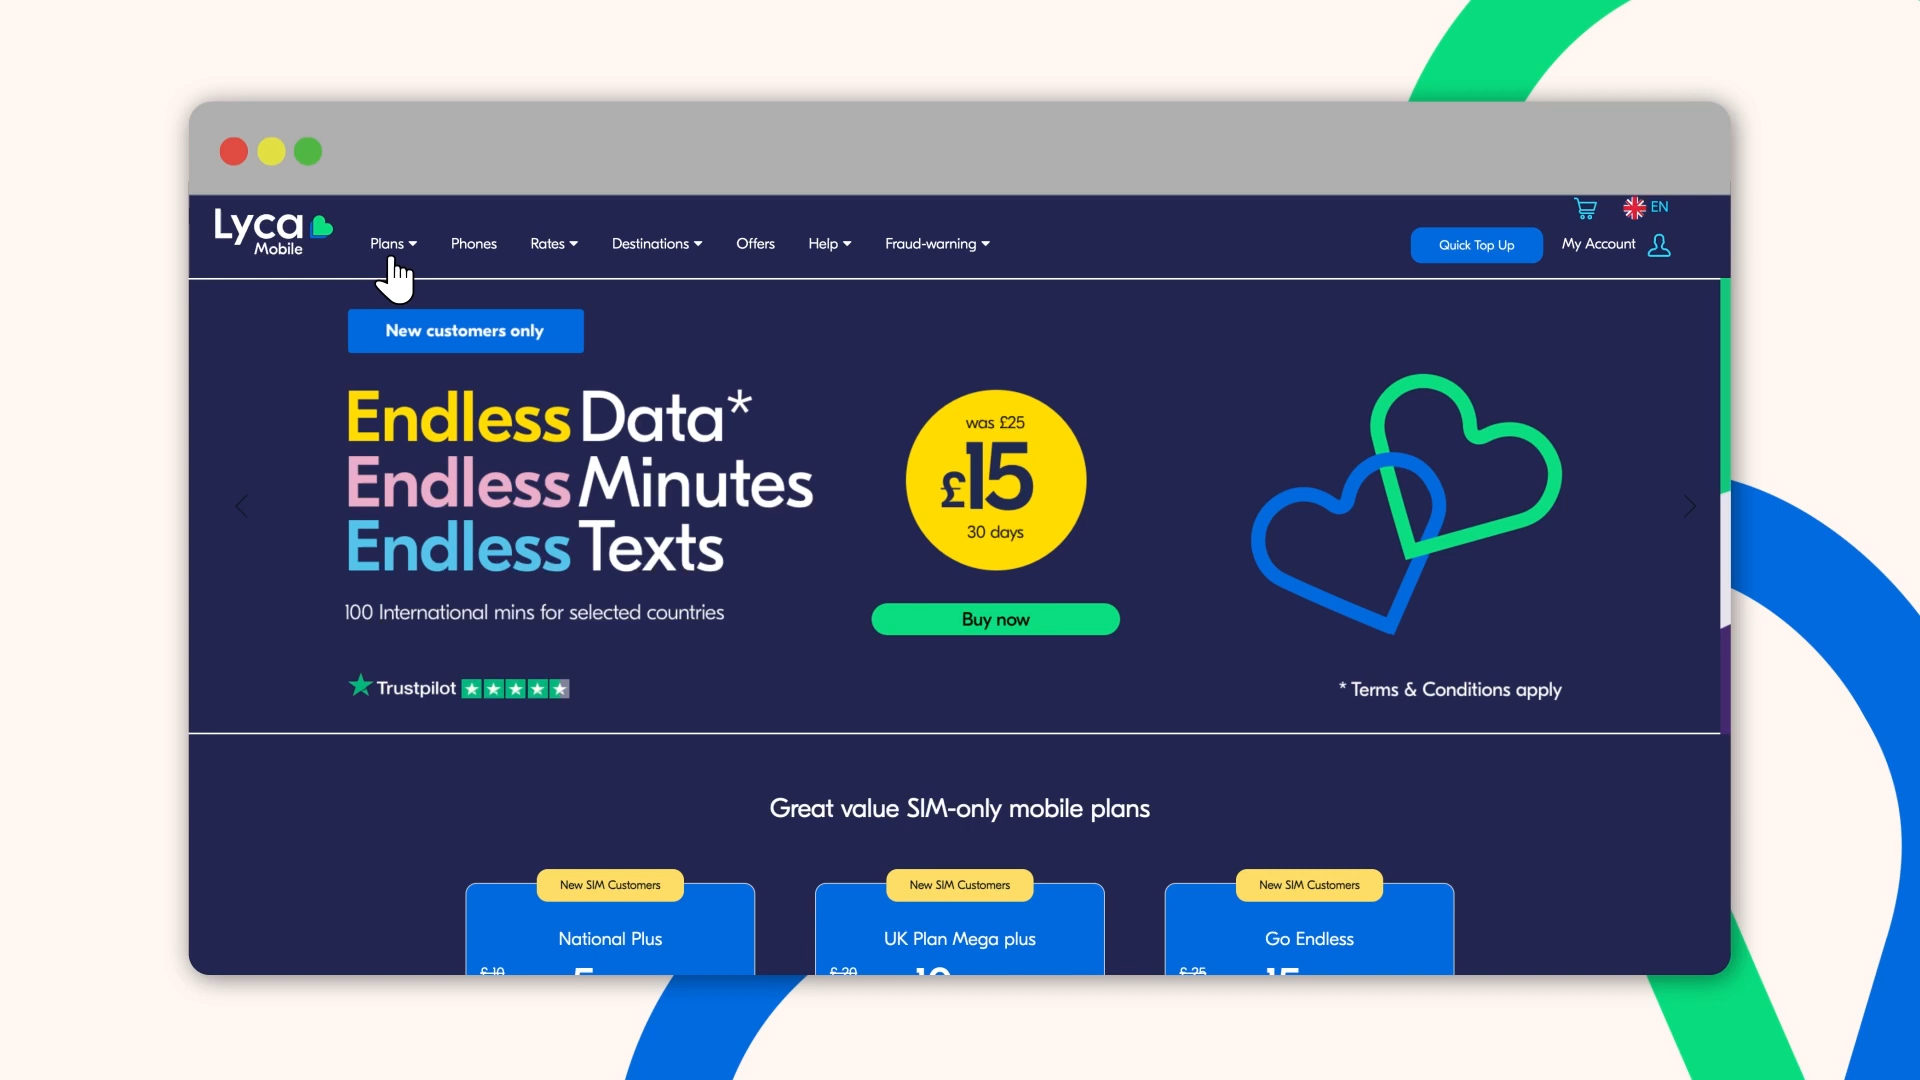 Lyca
Mobile
EN
Plans
Phones
Rates
Destinations
Offers
Help
Fraud-warning
Quick Top Up
My Account
New customers only
Endless Data*
Endless Minutes
Endless Texts
100 International mins for selected countries
was £25
£15
30 days
Buy now
Trustpilot
* Terms & Conditions apply
Great value SIM-only mobile plans
New SIM Customers
National Plus
New SIM Customers
UK Plan Mega plus
New SIM Customers
Go Endless